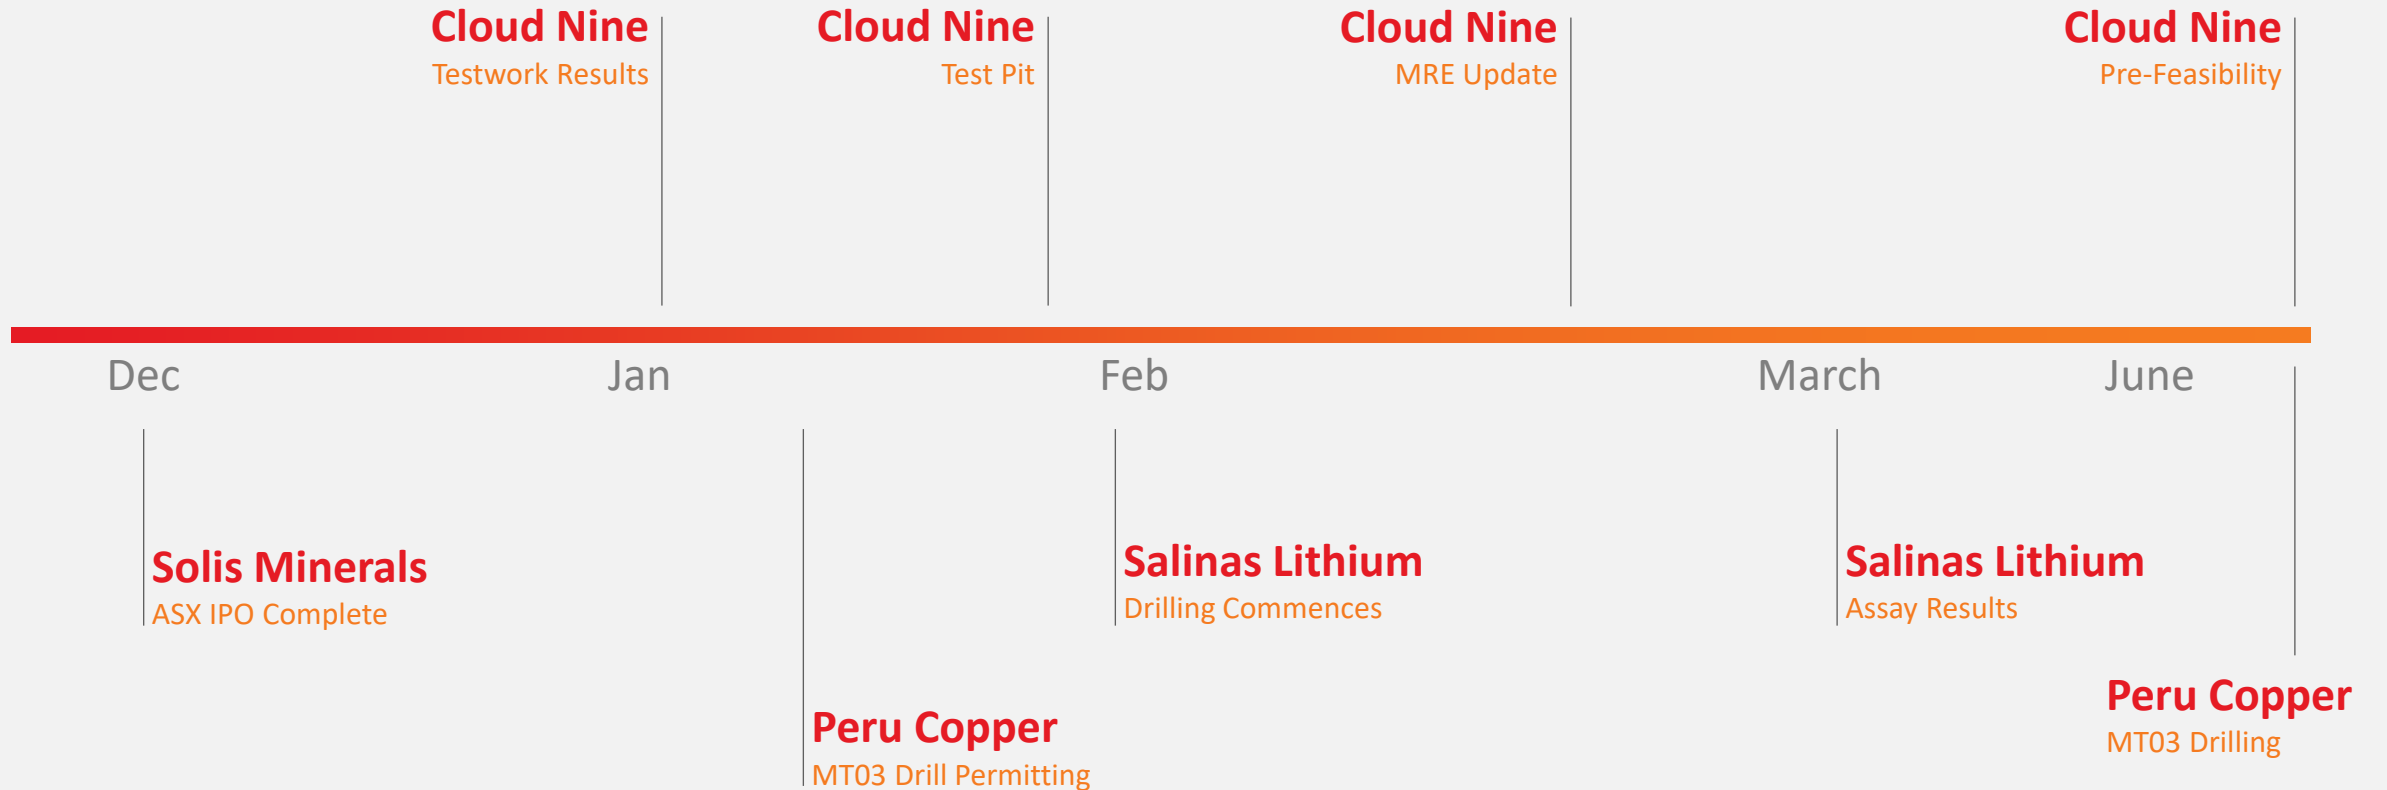 Cloud Nine
Testwork Results
Cloud Nine
Test Pit
Cloud Nine
MRE Update
Cloud Nine
Pre-Feasibility
Dec
Jan
Feb
March
June
Solis Minerals
ASX IPO Complete
Peru Copper
MT03 Drill Permitting
Salinas Lithium
Drilling Commences
Salinas Lithium
Assay Results
Peru Copper
MT03 Drilling